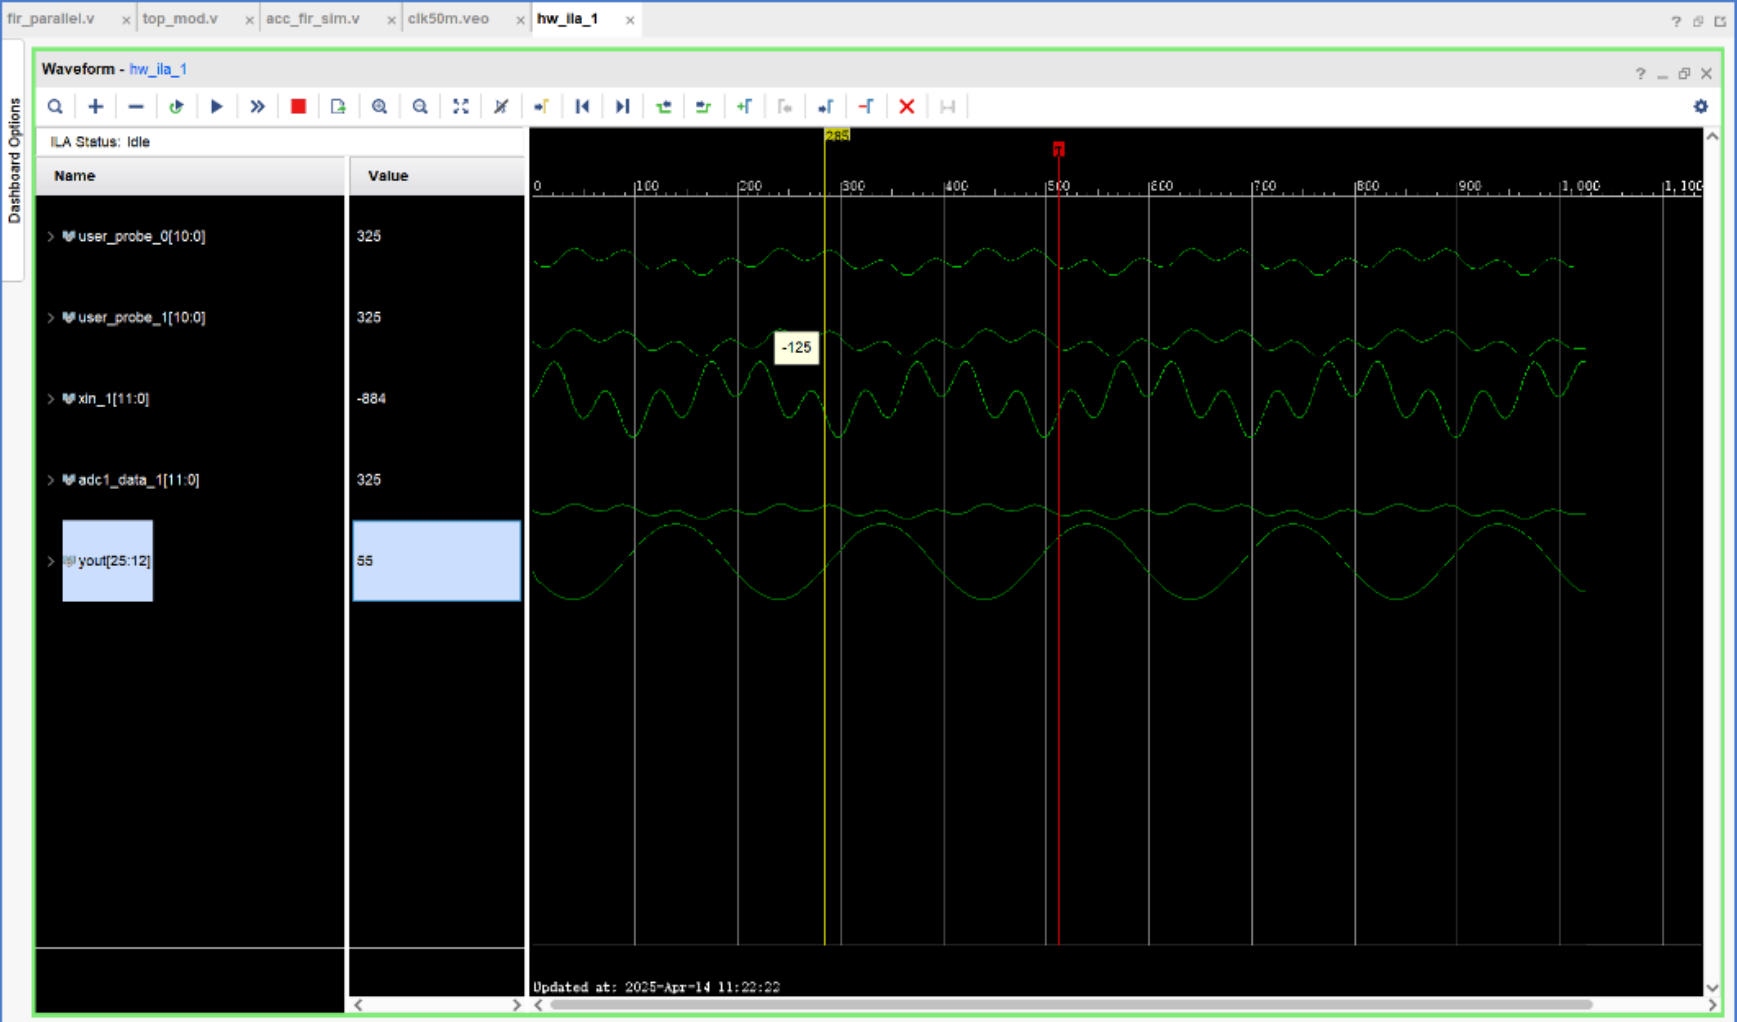 fir_parallel.v × top_mod.v × acc_fir_sim.v × clk50m.veo × hw_ila_1 ×
Dashboard Options
Waveform - hw_ila_1
ILA Status: Idle
Name Value
285
T
0 100 200 300 400 500 600 700 800 900 1,000 1,100
user_probe_0[10:0] 325
user_probe_1[10:0] 325
-125
xin_1[11:0] -884
adc1_data_1[11:0] 325
yout[25:12] 55
Updated at: 2025-Apr-14 11:22:22